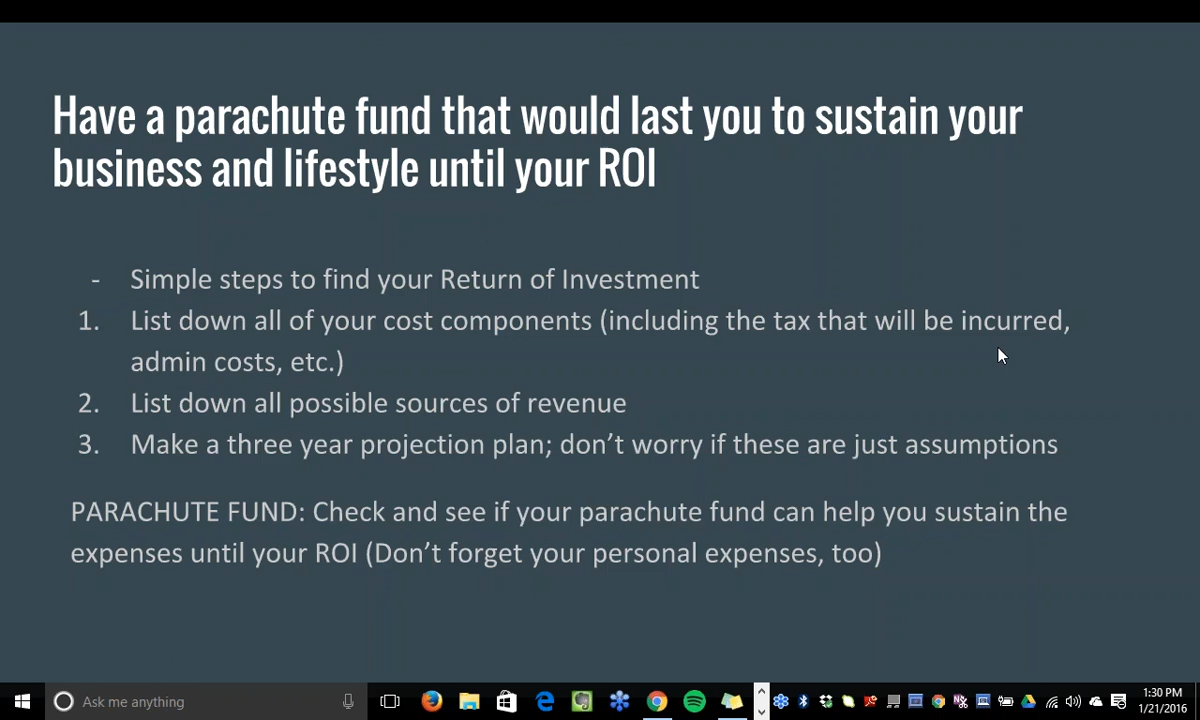 Have a parachute fund that would last you to sustain your
business and lifestyle until your ROI
- Simple steps to find your Return of Investment
1. List down all of your cost components (including the tax that will be incurred,
admin costs, etc.)
2. List down all possible sources of revenue
3. Make a three year projection plan; don’t worry if these are just assumptions
PARACHUTE FUND: Check and see if your parachute fund can help you sustain the
expenses until your ROI (Don’t forget your personal expenses, too)
Ask me anything
1:30 PM
1/21/2016